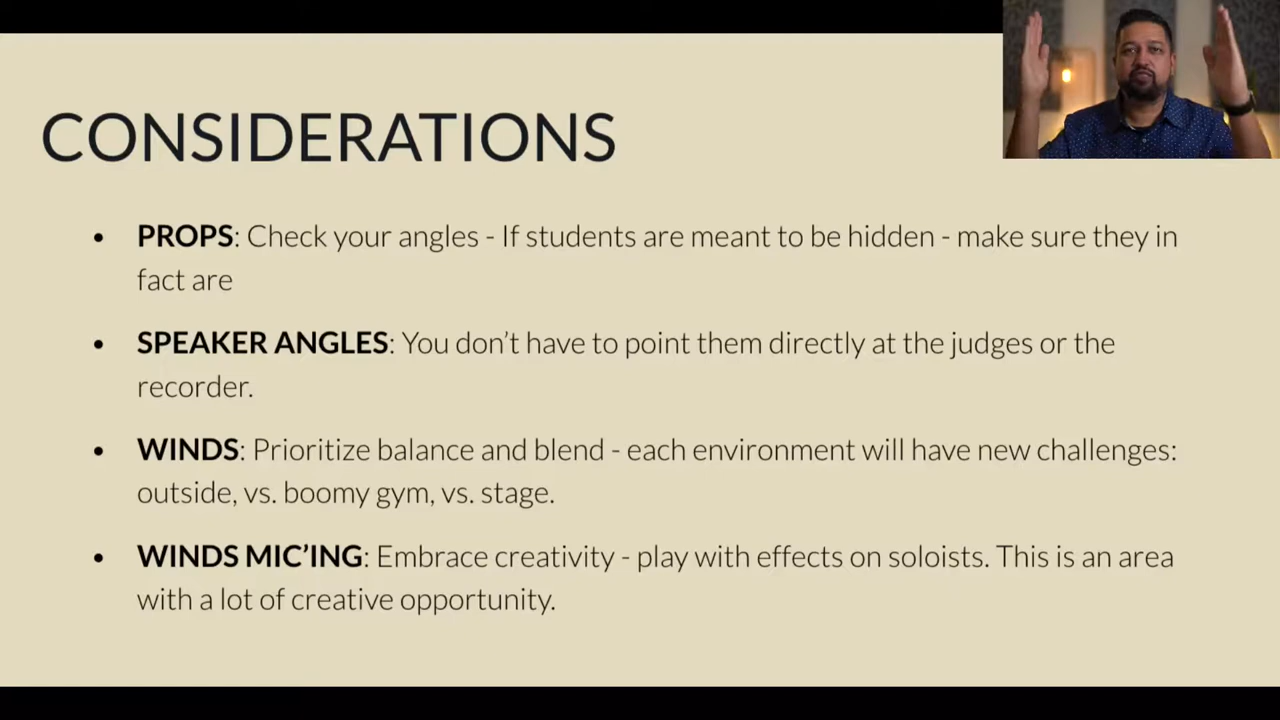 CONSIDERATIONS
• PROPS: Check your angles - If students are meant to be hidden - make sure they in
fact are
• SPEAKER ANGLES: You don’t have to point them directly at the judges or the
recorder.
• WINDS: Prioritize balance and blend - each environment will have new challenges:
outside, vs. boomy gym, vs. stage.
• WINDS MIC’ING: Embrace creativity - play with effects on soloists. This is an area
with a lot of creative opportunity.